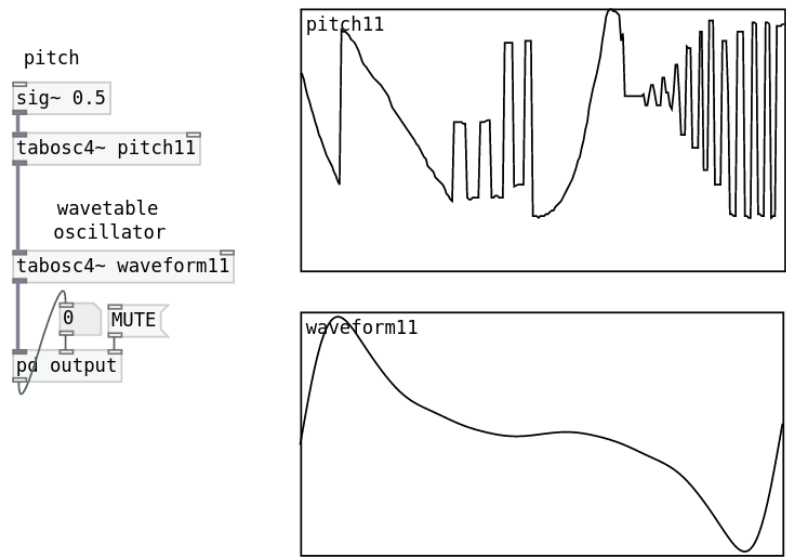 pitch
sig~ 0.5
tabosc4~ pitch11
wavetable
oscillator
tabosc4~ waveform11
0
MUTE
pd output
pitch11
waveform11